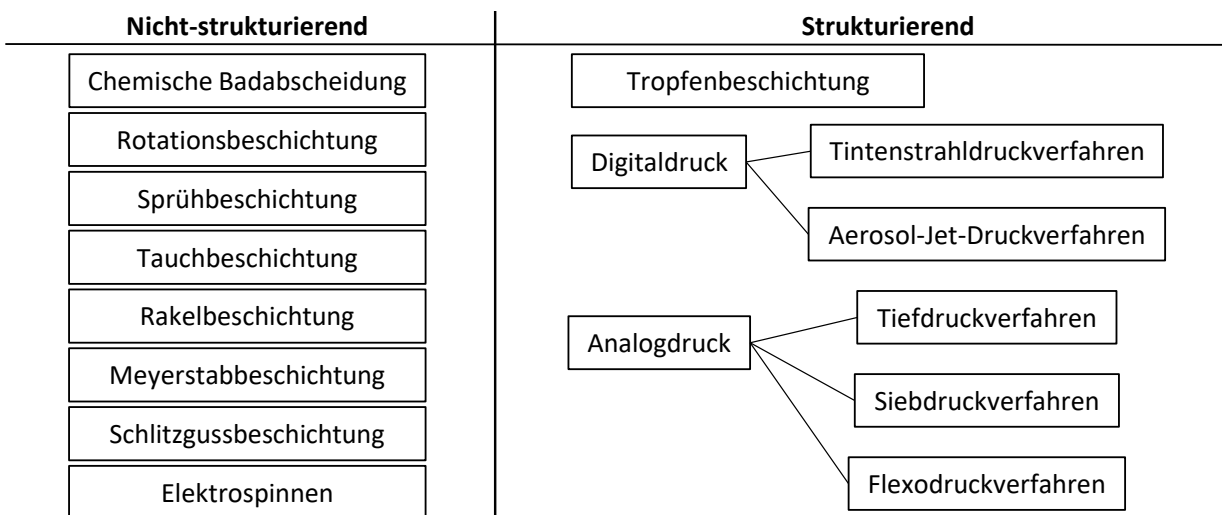 Nicht-strukturierend
Strukturierend
Chemische Badabscheidung
Rotationsbeschichtung
Sprühbeschichtung
Tauchbeschichtung
Rakelbeschichtung
Meyerstabbeschichtung
Schlitzgussbeschichtung
Elektrospinnen
Tropfenbeschichtung
Digitaldruck
Tintenstrahldruckverfahren
Aerosol-Jet-Druckverfahren
Analogdruck
Tiefdruckverfahren
Siebdruckverfahren
Flexodruckverfahren